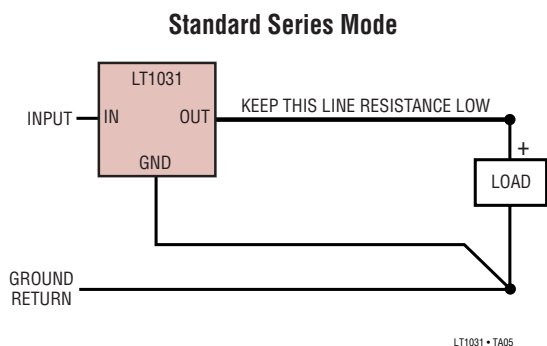 Standard Series Mode
LT1031
INPUT
IN
OUT
KEEP THIS LINE RESISTANCE LOW
GND
+
LOAD
GROUND
RETURN
LT1031 • TA05